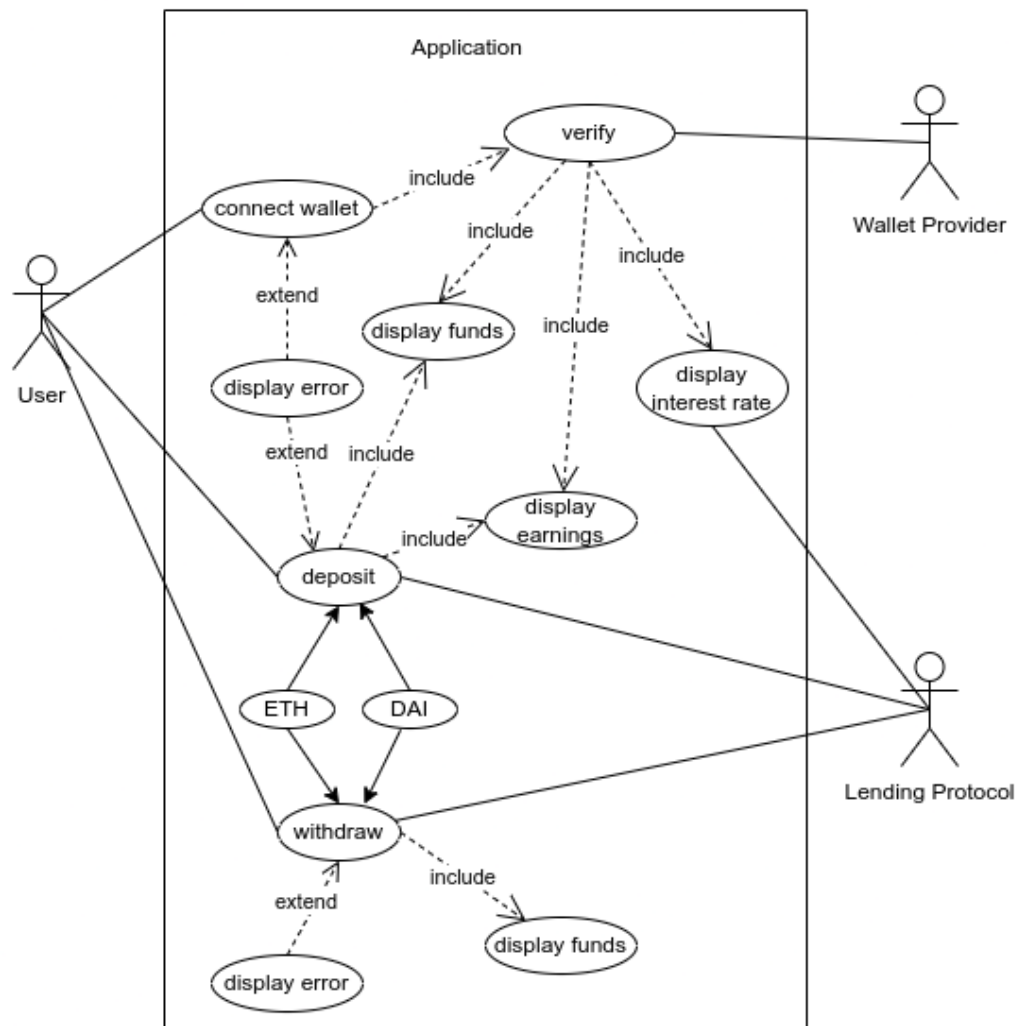 Application
verify
include
connect wallet
Wallet Provider
include
include
extend
display funds
include
display
interest rate
display error
User
extend
include
display
earnings
include
deposit
ETH
DAI
Lending Protocol
withdraw
include
extend
display funds
display error